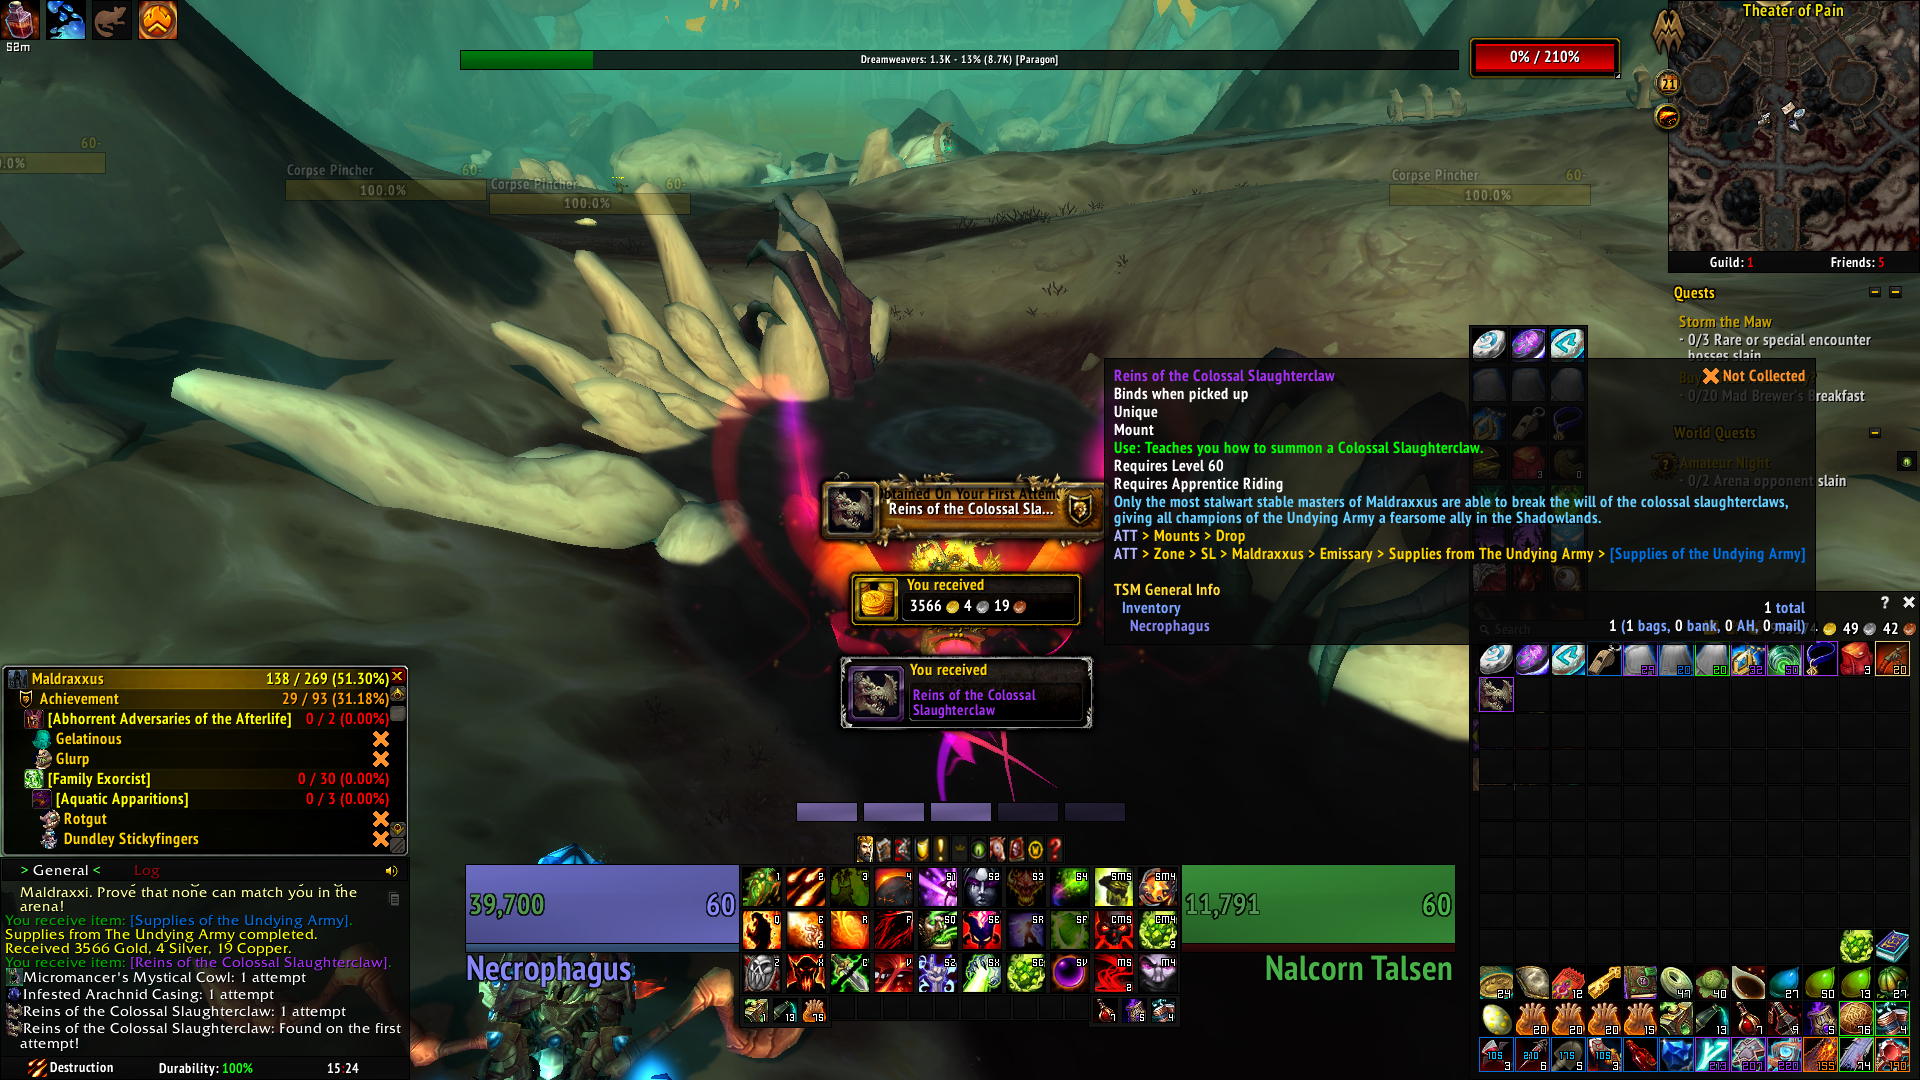 52m
Dreamweavers: 1.3K - 13% (8.7K) [Paragon]
0% / 210%
Theater of Pain
21
60-
Corpse Pincher
60-
100.0%
Corpse Pincher
60-
100.0%
Corpse Pincher
60-
100.0%
Guild: 1
Friends: 5
Quests
Storm the Maw
- 0/3 Rare or special encounter
bosses slain
- 0/20 Mad Brewer's Breakfast
World Quests
Amateur Night
- 0/2 Arena opponent slain
Reins of the Colossal Slaughterclaw
Not Collected
Binds when picked up
Unique
Mount
Use: Teaches you how to summon a Colossal Slaughterclaw.
Requires Level 60
Requires Apprentice Riding
Only the most stalwart stable masters of Maldraxxus are able to break the will of the colossal slaughterclaws,
giving all champions of the Undying Army a fearsome ally in the Shadowlands.
ATT > Mounts > Drop
ATT > Zone > SL > Maldraxxus > Emissary > Supplies from The Undying Army > [Supplies of the Undying Army]
TSM General Info
Inventory
1 total
Necrophagus
1 (1 bags, 0 bank, 0 AH, 0 mail)
Search
49 42
btained On Your First Attem
Reins of the Colossal Sla...
You received
3566 4 19
You received
Reins of the Colossal
Slaughterclaw
Maldraxxus 138 / 269 (51.30%)
Achievement 29 / 93 (31.18%)
[Abhorrent Adversaries of the Afterlife] 0 / 2 (0.00%)
Gelatinous
Glurp
[Family Exorcist] 0 / 30 (0.00%)
[Aquatic Apparitions] 0 / 3 (0.00%)
Rotgut
Dundley Stickyfingers
> General <
Log
Maldraxxi. Prove that none can match you in the
arena!
You receive item: [Supplies of the Undying Army].
Supplies from The Undying Army completed.
Received 3566 Gold, 4 Silver, 19 Copper.
You receive item: [Reins of the Colossal Slaughterclaw].
Micromancer's Mystical Cowl: 1 attempt
Infested Arachnid Casing: 1 attempt
Reins of the Colossal Slaughterclaw: 1 attempt
Reins of the Colossal Slaughterclaw: Found on the first
attempt!
Destruction
Durability: 100%
15:24
39,700
60
Necrophagus
11,791
60
Nalcorn Talsen